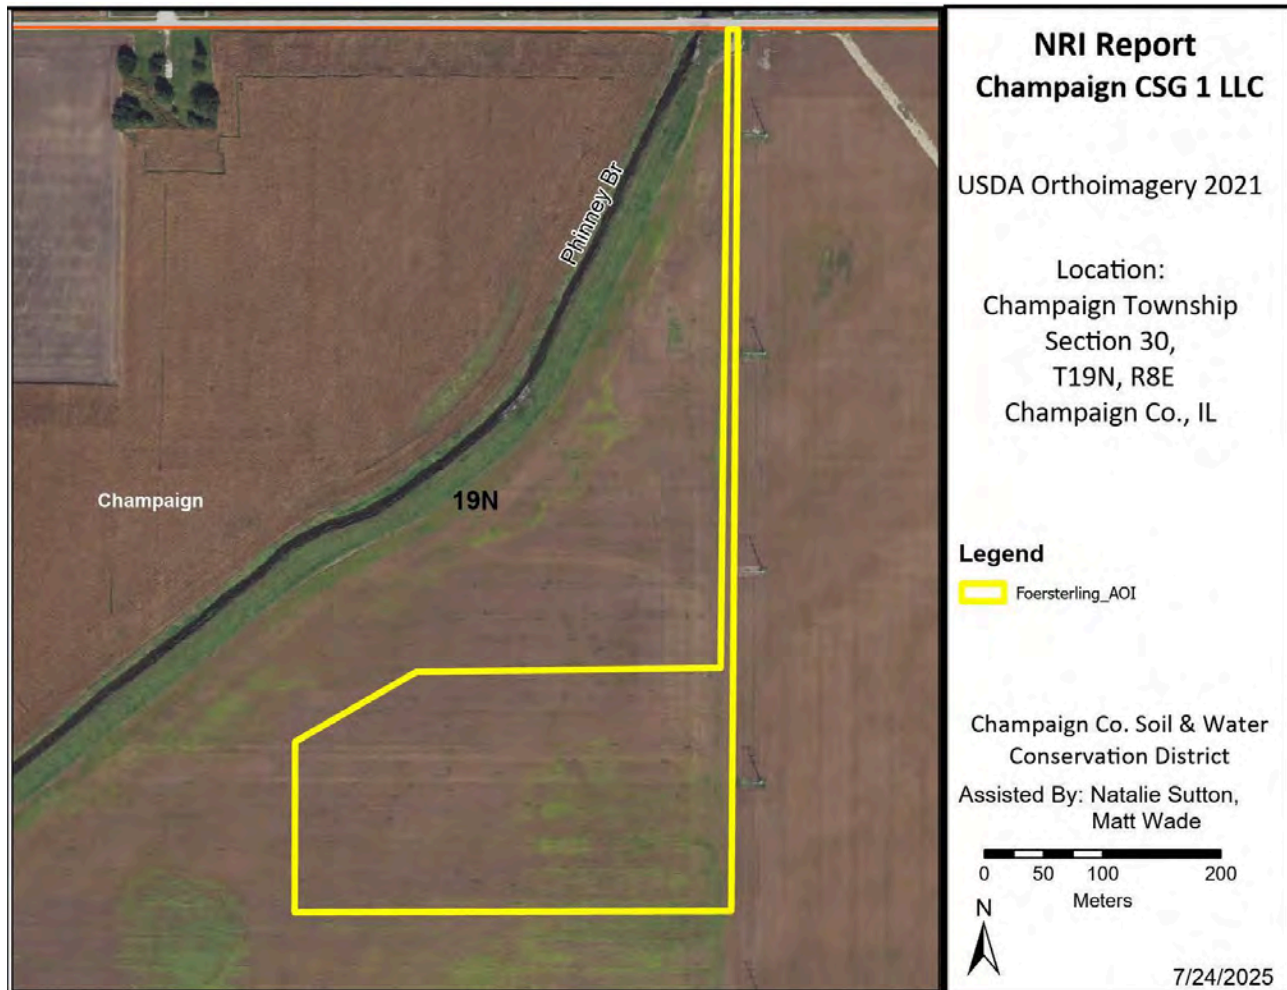 Phinney Br
Champaign
19N
NRI Report
Champaign CSG 1 LLC
USDA Orthoimagery 2021
Location:
Champaign Township
Section 30,
T19N, R8E
Champaign Co., IL
Legend
Foersterling_AOI
Champaign Co. Soil & Water
Conservation District
Assisted By: Natalie Sutton,
Matt Wade
0 50 100 200
Meters
N
7/24/2025